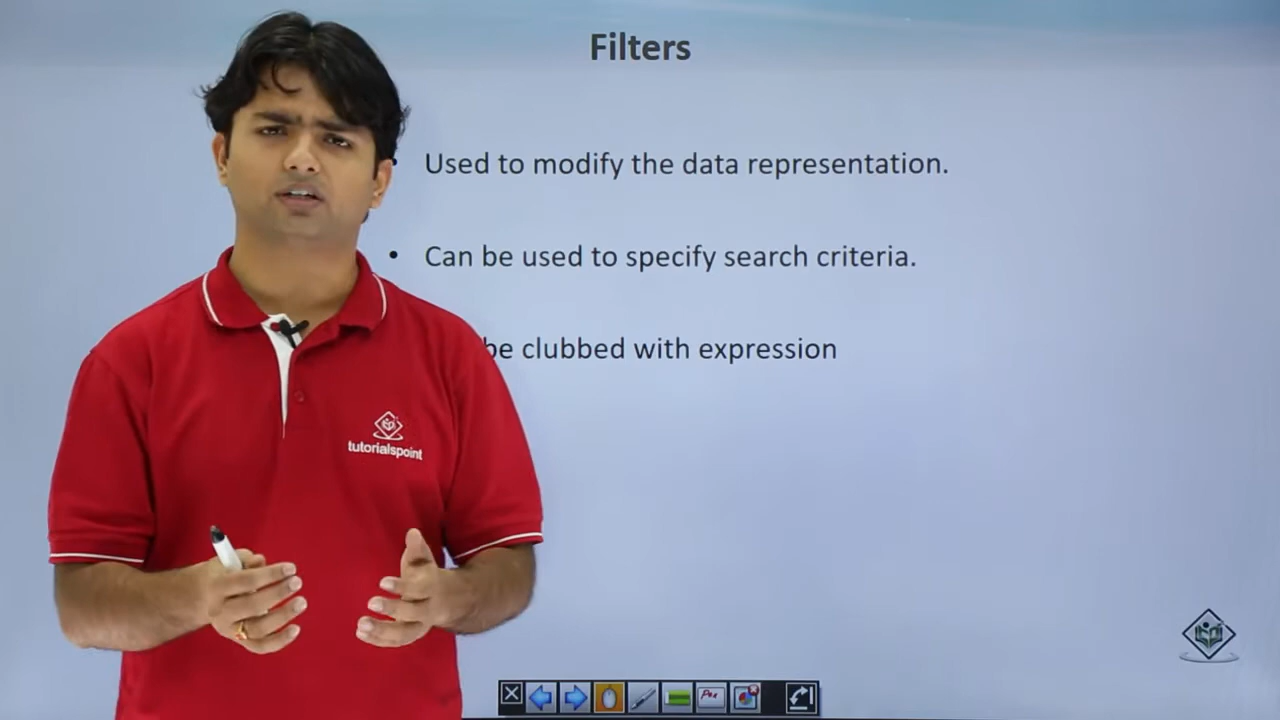 Filters
• Used to modify the data representation.
• Can be used to specify search criteria.
be clubbed with expression
tutorialspoint